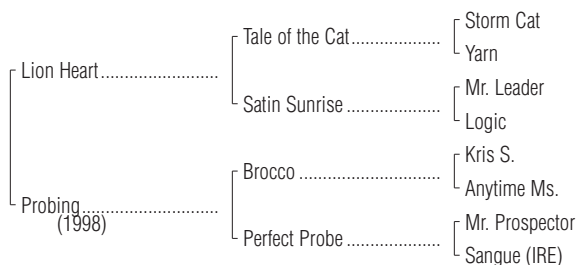 Storm Cat
Tale of the Cat
Yarn
Lion Heart
Mr. Leader
Satin Sunrise
Logic
Kris S.
Brocco
Anytime Ms.
Probing
(1998)
Mr. Prospector
Perfect Probe
Sangue (IRE)